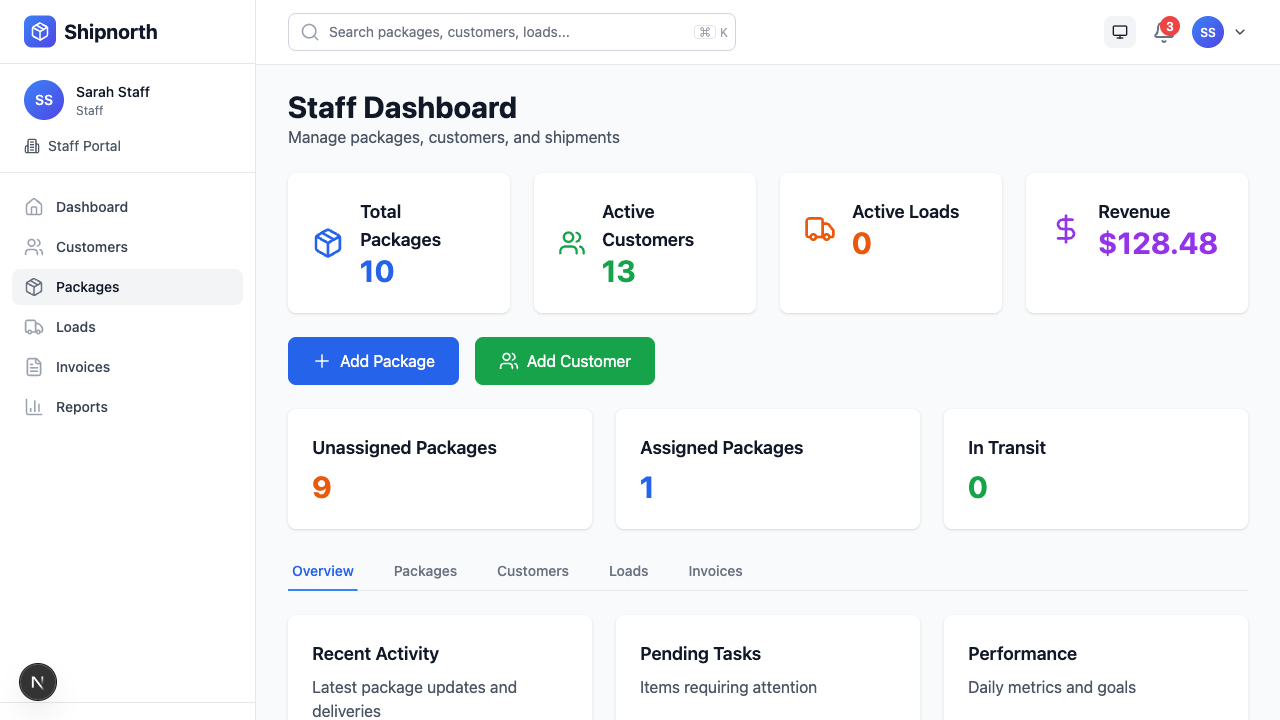 Shipnorth
Search packages, customers, loads...
⌘ K
3
SS
SS
Sarah Staff
Staff
Staff Portal
Dashboard
Customers
Packages
Loads
Invoices
Reports
N
Staff Dashboard
Manage packages, customers, and shipments
Total
Packages
10
Active
Customers
13
Active Loads
0
Revenue
$128.48
Add Package
Add Customer
Unassigned Packages
9
Assigned Packages
1
In Transit
0
Overview
Packages
Customers
Loads
Invoices
Recent Activity
Latest package updates and
deliveries
Pending Tasks
Items requiring attention
Performance
Daily metrics and goals